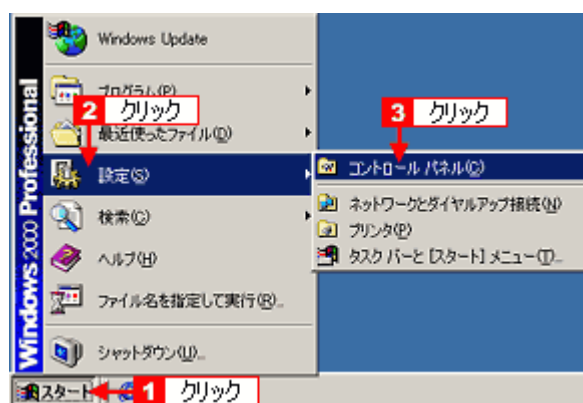 Windows Update
プログラム(P)
2 クリック
最近使ったファイル(D)
設定(S)
検索(C)
ヘルプ(H)
ファイル名を指定して実行(R)...
シャットダウン(U)...
Windows 2000 Professional
3 クリック
コントロール パネル(C)
ネットワークとダイヤルアップ接続(N)
プリンタ(P)
タスク バーと [スタート] メニュー(T)...
スタート
1 クリック